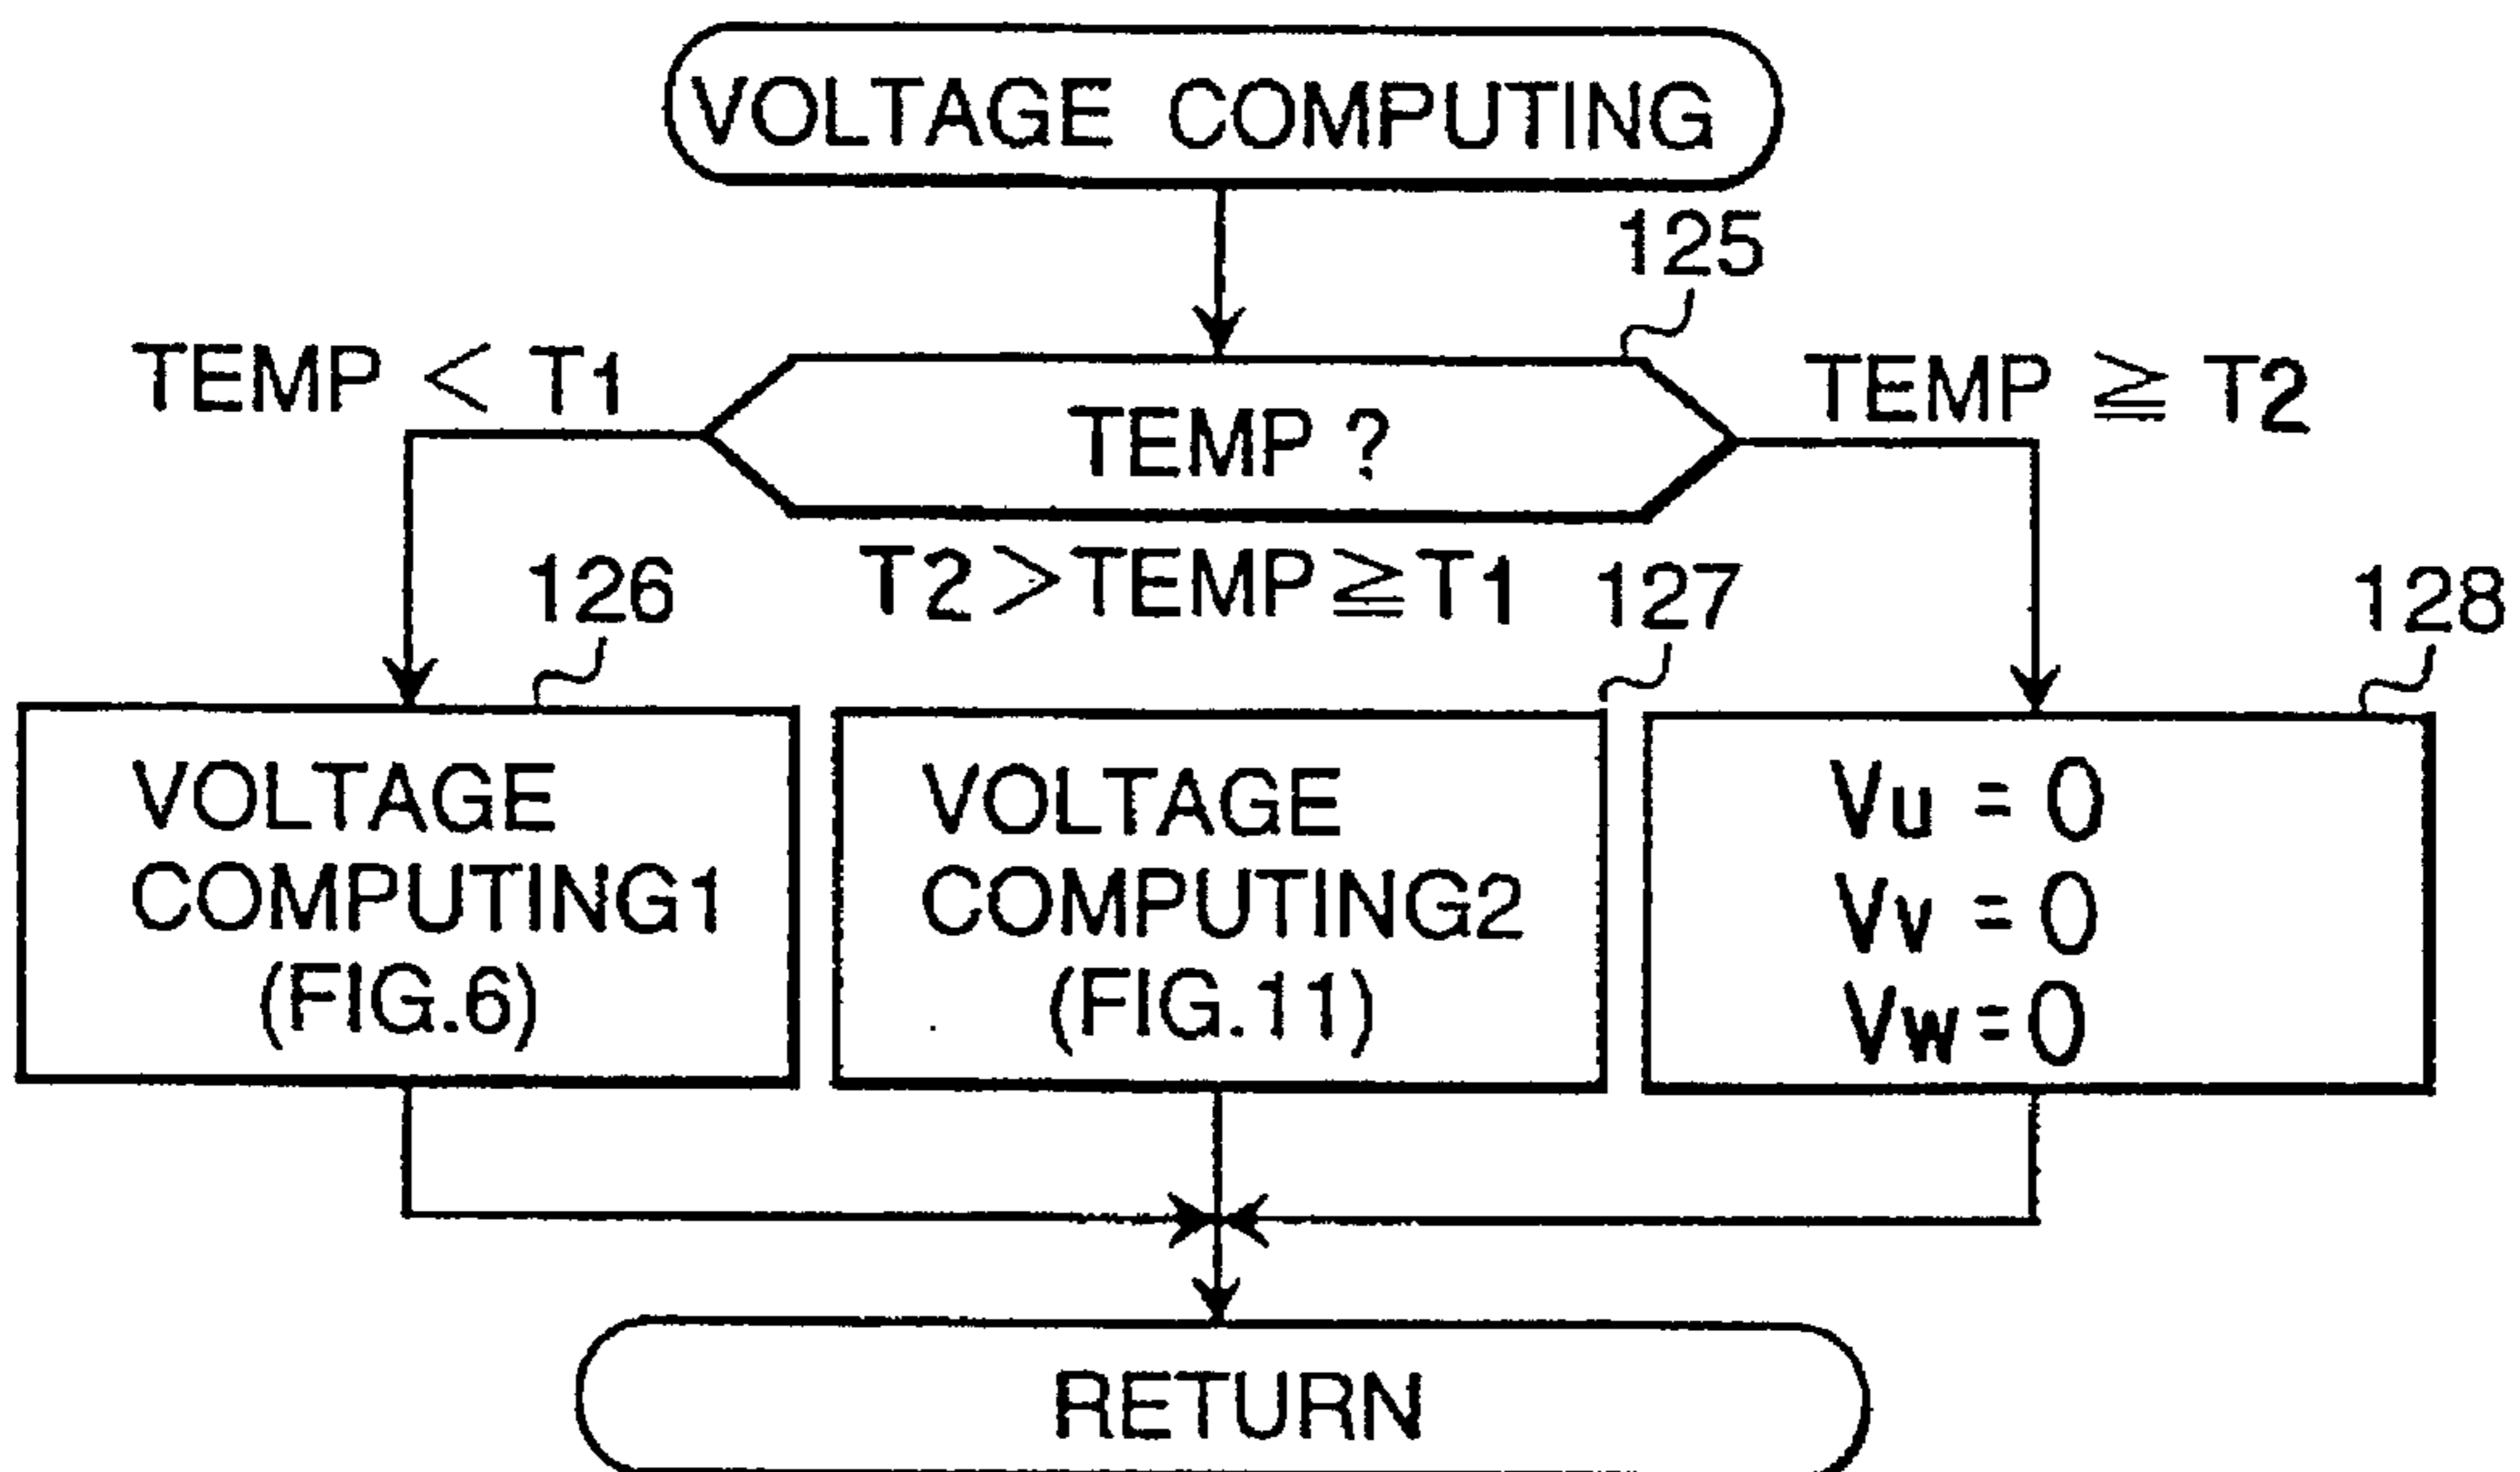 VOLTAGE COMPUTING
125
TEMP < T1
TEMP ≧ T2
TEMP ?
T2 > TEMP ≧ T1
126
127
128
VOLTAGE
COMPUTING1
(FIG.6)
VOLTAGE
COMPUTING2
(FIG.11)
Vu = 0
Vv = 0
Vw = 0
RETURN